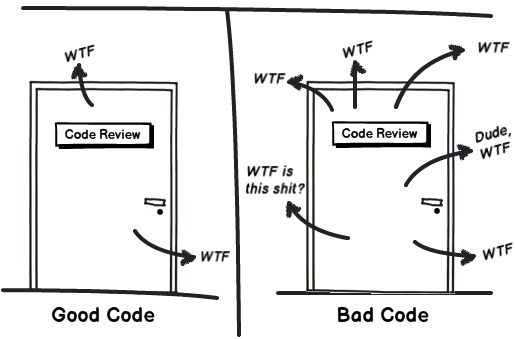 WTF
Code Review
WTF
Good Code
WTF
WTF
WTF
Code Review
Dude,
WTF
WTF is
this shit?
WTF
Bad Code